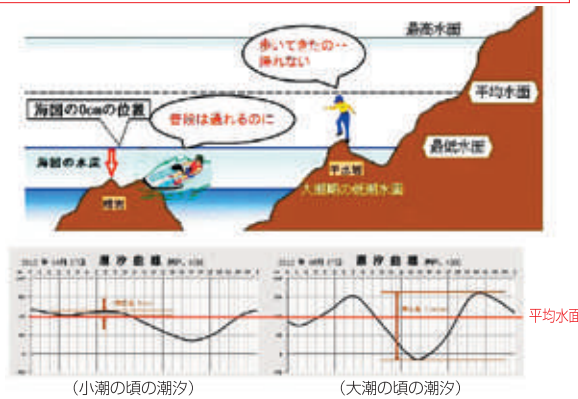 最高水面
歩いてきたの・・
帰れない
平均水面
海図の0cmの位置
普段は通れるのに
最低水面
海図の水深
干出岩
大潮期の低潮水面
暗岩
潮汐曲線
潮汐曲線
平均水面
(小潮の頃の潮汐)
(大潮の頃の潮汐)